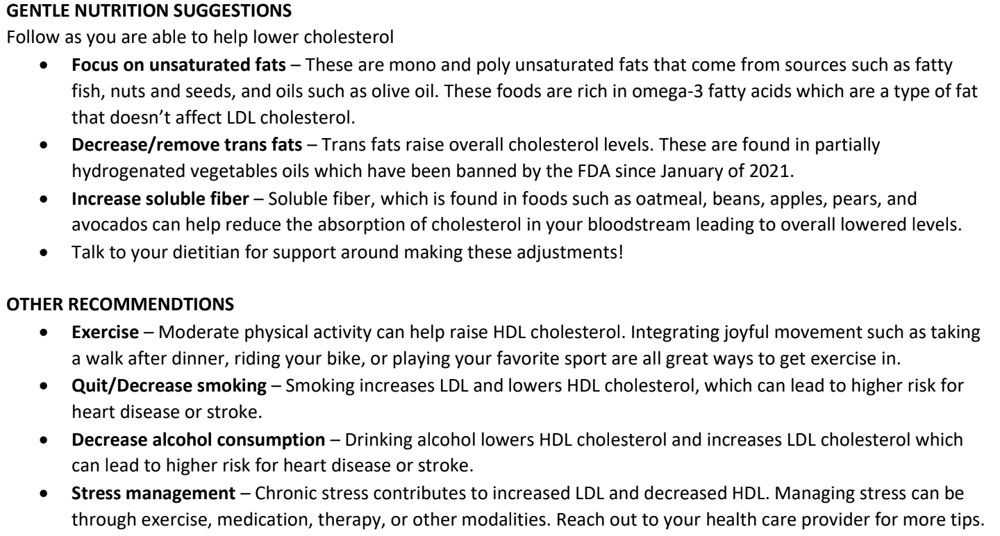 GENTLE NUTRITION SUGGESTIONS
Follow as you are able to help lower cholesterol
• Focus on unsaturated fats – These are mono and poly unsaturated fats that come from sources such as fatty
fish, nuts and seeds, and oils such as olive oil. These foods are rich in omega-3 fatty acids which are a type of fat
that doesn’t affect LDL cholesterol.
• Decrease/remove trans fats – Trans fats raise overall cholesterol levels. These are found in partially
hydrogenated vegetables oils which have been banned by the FDA since January of 2021.
• Increase soluble fiber – Soluble fiber, which is found in foods such as oatmeal, beans, apples, pears, and
avocados can help reduce the absorption of cholesterol in your bloodstream leading to overall lowered levels.
• Talk to your dietitian for support around making these adjustments!
OTHER RECOMMENDTIONS
• Exercise – Moderate physical activity can help raise HDL cholesterol. Integrating joyful movement such as taking
a walk after dinner, riding your bike, or playing your favorite sport are all great ways to get exercise in.
• Quit/Decrease smoking – Smoking increases LDL and lowers HDL cholesterol, which can lead to higher risk for
heart disease or stroke.
• Decrease alcohol consumption – Drinking alcohol lowers HDL cholesterol and increases LDL cholesterol which
can lead to higher risk for heart disease or stroke.
• Stress management – Chronic stress contributes to increased LDL and decreased HDL. Managing stress can be
through exercise, medication, therapy, or other modalities. Reach out to your health care provider for more tips.